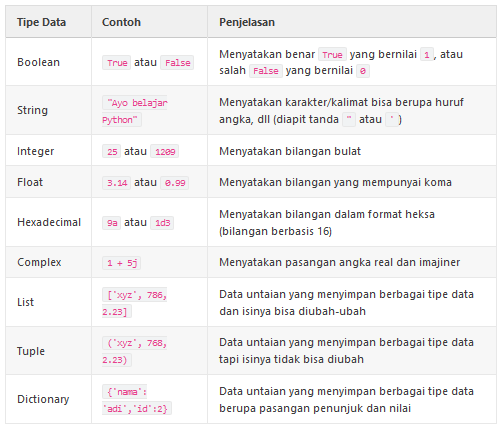 Tipe Data Contoh Penjelasan
Boolean True atau False Menyatakan benar True yang bernilai 1 , atau
salah False yang bernilai 0
String "Ayo belajar
Python" Menyatakan karakter/kalimat bisa berupa huruf
angka, dll (diapit tanda " atau ' )
Integer 25 atau 1209 Menyatakan bilangan bulat
Float 3.14 atau 0.99 Menyatakan bilangan yang mempunyai koma
Hexadecimal 9a atau 1d3 Menyatakan bilangan dalam format heksa
(bilangan berbasis 16)
Complex 1 + 5j Menyatakan pasangan angka real dan imajiner
List ['xyz', 786,
2.23] Data untaian yang menyimpan berbagai tipe data
dan isinya bisa diubah-ubah
Tuple ('xyz', 768,
2.23) Data untaian yang menyimpan berbagai tipe data
tapi isinya tidak bisa diubah
Dictionary {'nama':
'adi','id':2} Data untaian yang menyimpan berbagai tipe data
berupa pasangan penunjuk dan nilai